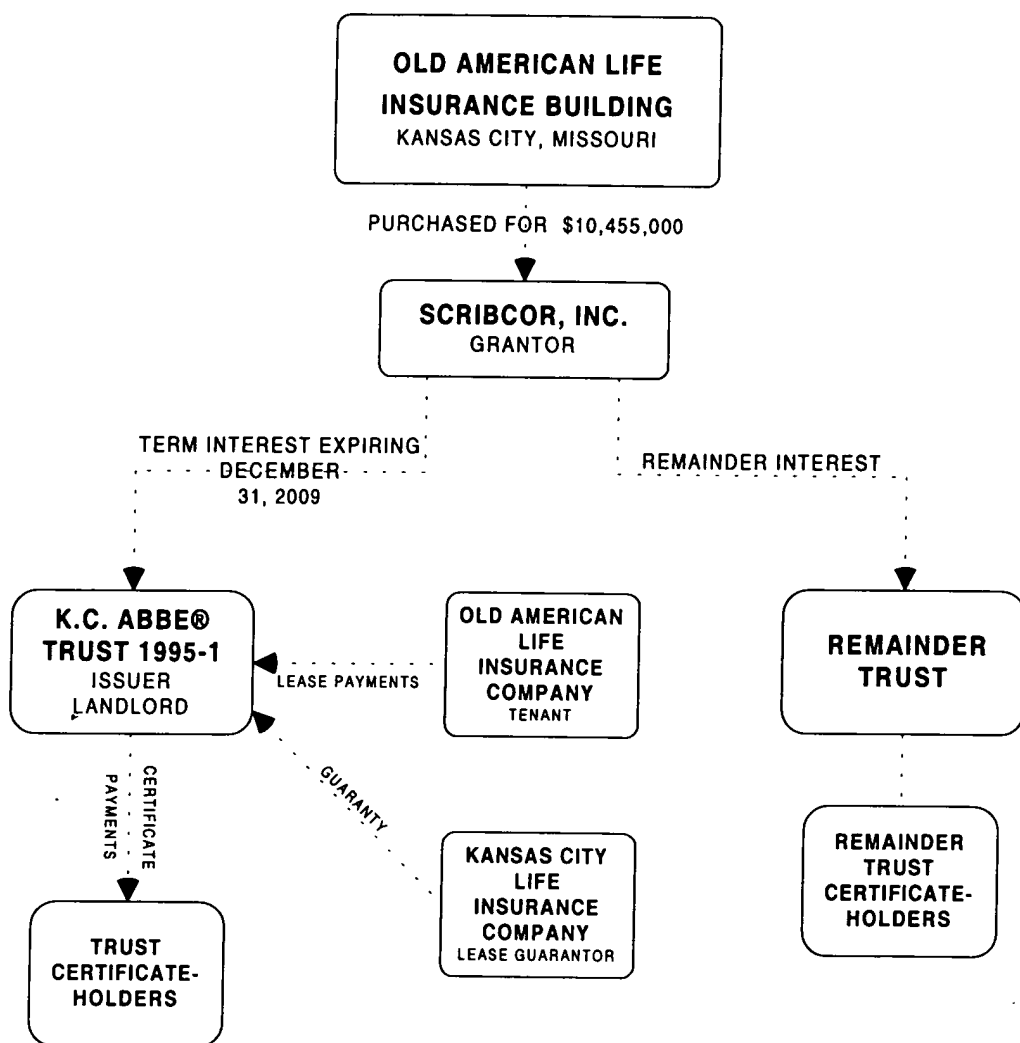 OLD AMERICAN LIFE
INSURANCE BUILDING
KANSAS CITY, MISSOURI
PURCHASED FOR $10,455,000
SCRIBCOR, INC.
GRANTOR
TERM INTEREST EXPIRING
DECEMBER
31, 2009
REMAINDER INTEREST
K.C. ABBE®
TRUST 1995-1
ISSUER
LANDLORD
LEASE PAYMENTS
OLD AMERICAN
LIFE
INSURANCE
COMPANY
TENANT
REMAINDER
TRUST
CERTIFICATE
PAYMENTS
GUARANTY
KANSAS CITY
LIFE
INSURANCE
COMPANY
LEASE GUARANTOR
REMAINDER
TRUST
CERTIFICATE-
HOLDERS
TRUST
CERTIFICATE-
HOLDERS